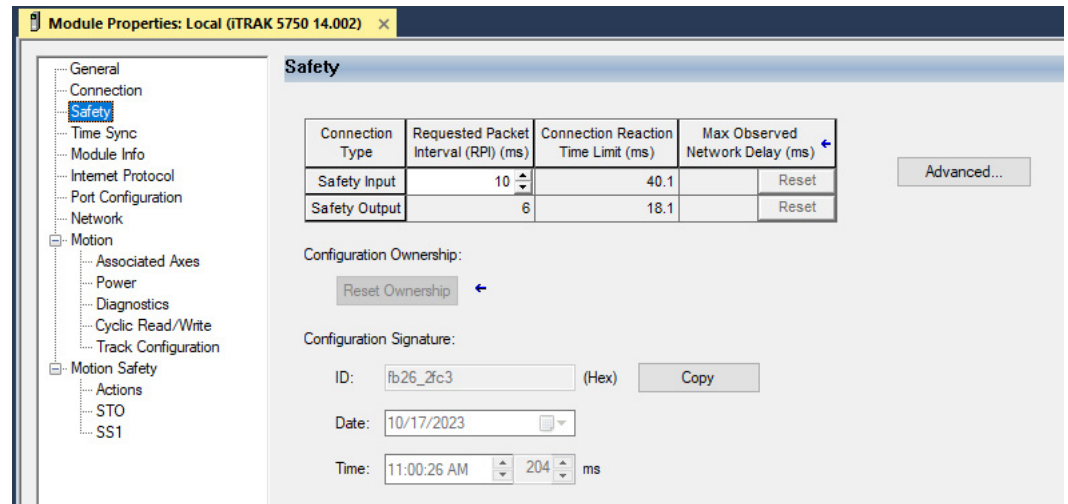 Module Properties: Local (iTRAK 5750 14.002) ×
General
Connection
Safety
Time Sync
Module Info
Internet Protocol
Port Configuration
Network
Motion
Associated Axes
Power
Diagnostics
Cyclic Read/Write
Track Configuration
Motion Safety
Actions
STO
SS1
Safety
Connection Type Requested Packet Interval (RPI) (ms) Connection Reaction Time Limit (ms) Max Observed Network Delay (ms)
Safety Input 10 40.1 Reset
Safety Output 6 18.1 Reset
Advanced...
Configuration Ownership:
Reset Ownership
Configuration Signature:
ID: fb26_2fc3 (Hex) Copy
Date: 10/17/2023
Time: 11:00:26 AM 204 ms